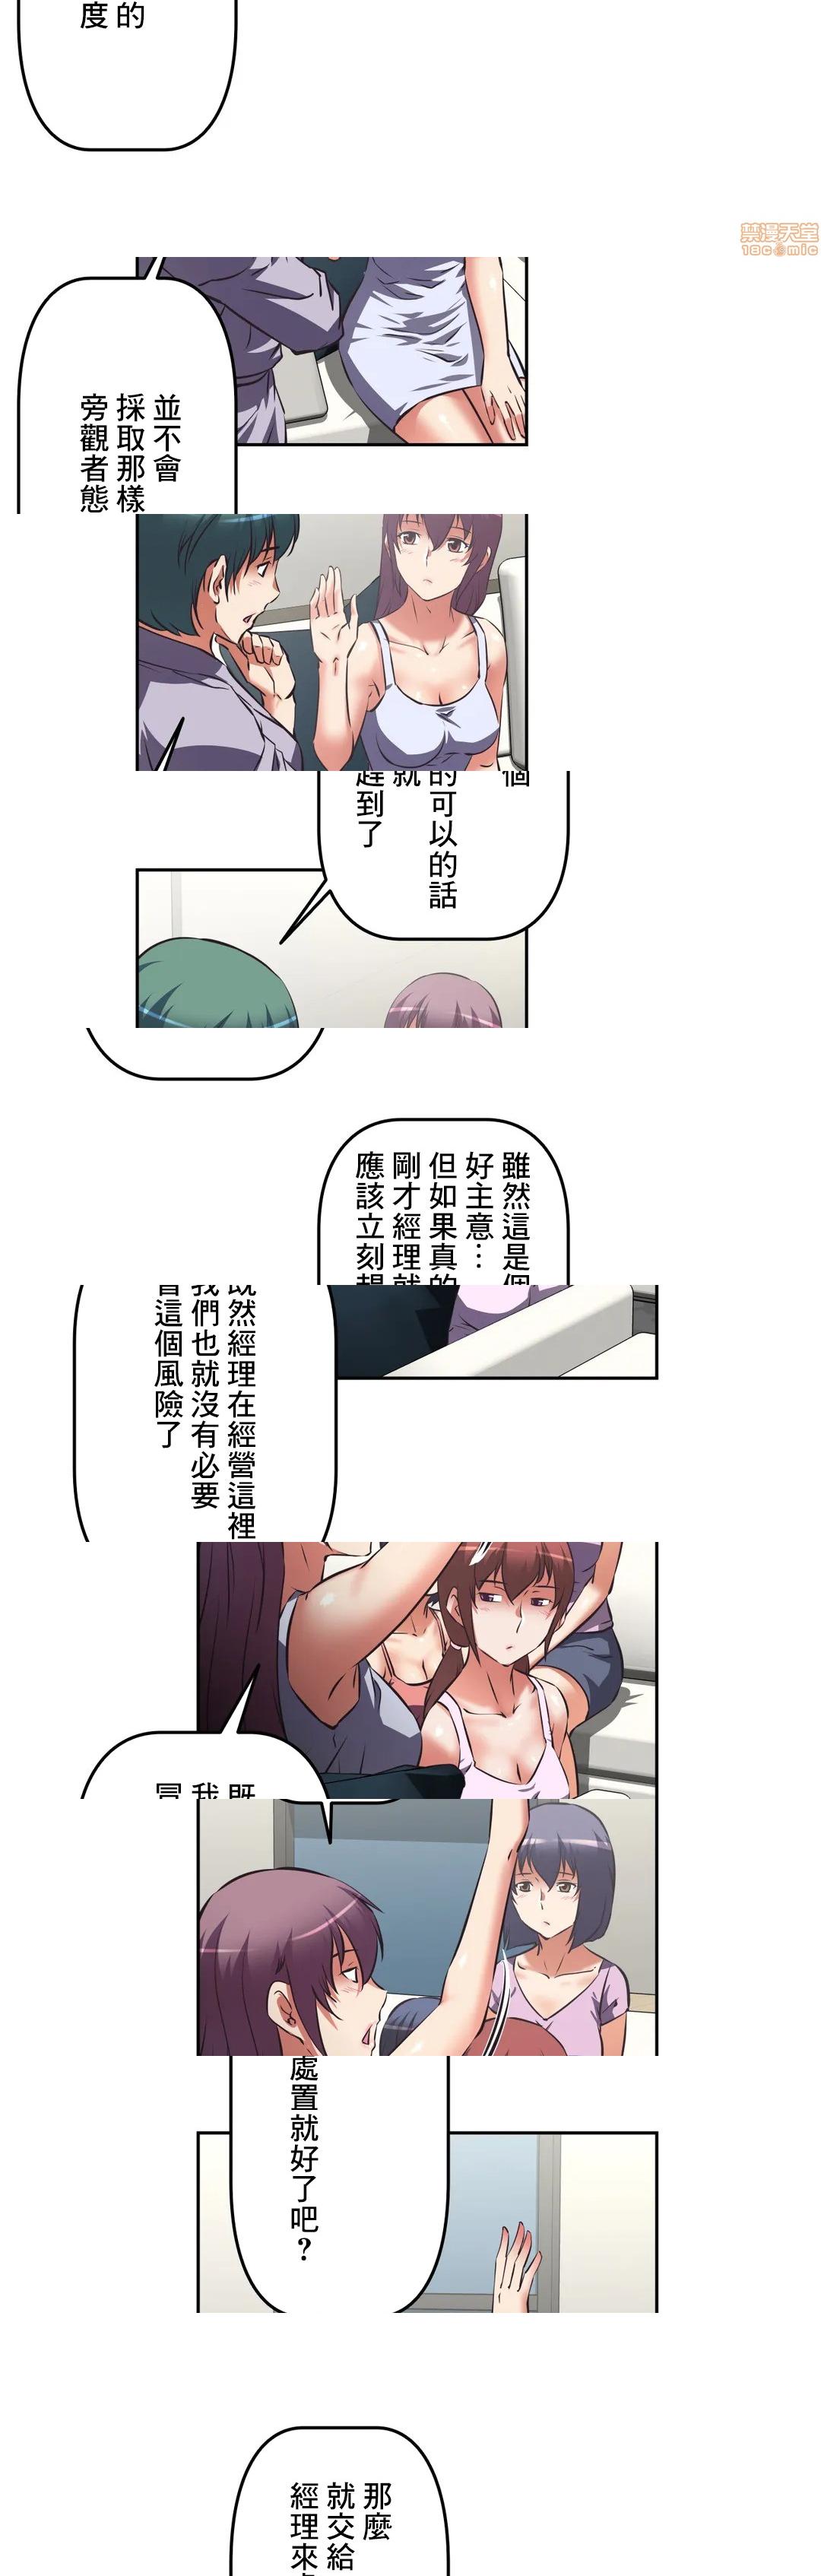 的
度
禁漫天堂
18comic
並不會
採取那樣
旁觀者態
個
的可以的話
就
趕到了
雖然這是個
好主意…
但如果真的
剛才經理就
應該立刻趕
既然經理在經營這裡
我們也就沒有必要
冒這個風險了
處置就好了吧?
那麼
就交給
經理來